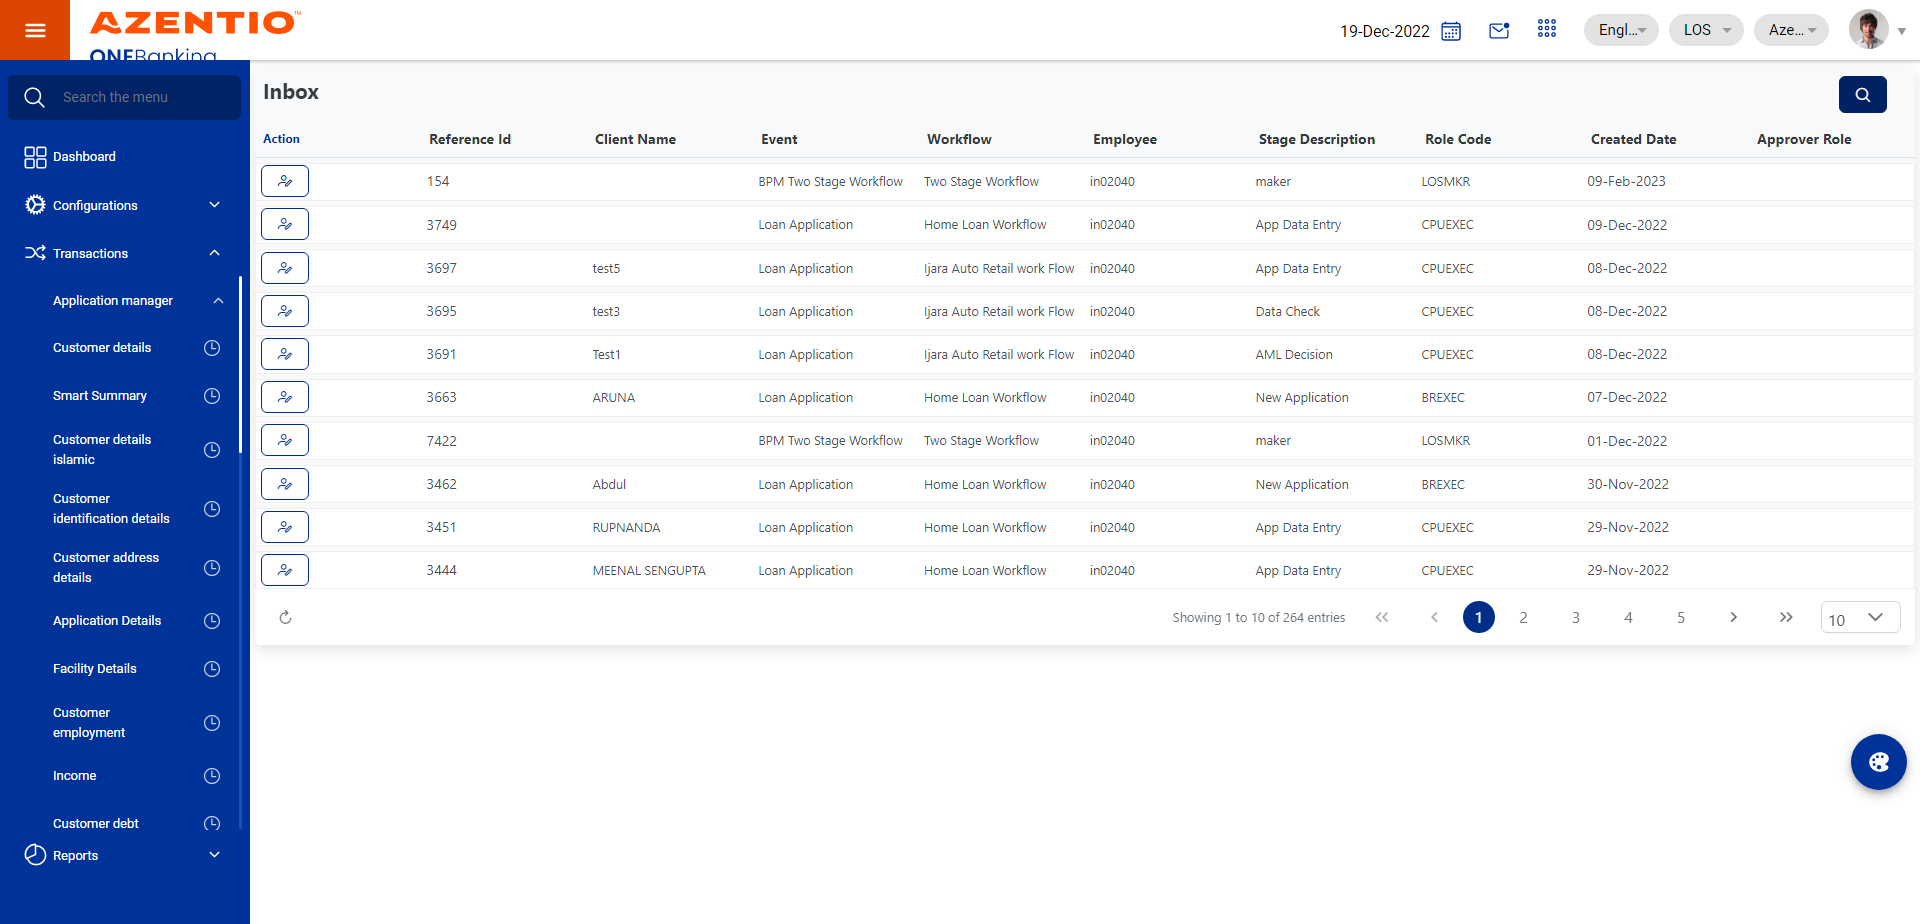 AZENTIO™
ONEBanking
19-Dec-2022
Engl...
LOS
Aze...
Search the menu
Dashboard
Configurations
Transactions
Application manager
Customer details
Smart Summary
Customer details
islamic
Customer
identification details
Customer address
details
Application Details
Facility Details
Customer
employment
Income
Customer debt
Reports
Inbox
Action Reference Id Client Name Event Workflow Employee Stage Description Role Code Created Date Approver Role
154 BPM Two Stage Workflow Two Stage Workflow in02040 maker LOSMKR 09-Feb-2023
3749 Loan Application Home Loan Workflow in02040 App Data Entry CPUEXEC 09-Dec-2022
3697 test5 Loan Application Ijara Auto Retail work Flow in02040 App Data Entry CPUEXEC 08-Dec-2022
3695 test3 Loan Application Ijara Auto Retail work Flow in02040 Data Check CPUEXEC 08-Dec-2022
3691 Test1 Loan Application Ijara Auto Retail work Flow in02040 AML Decision CPUEXEC 08-Dec-2022
3663 ARUNA Loan Application Home Loan Workflow in02040 New Application BREXEC 07-Dec-2022
7422 BPM Two Stage Workflow Two Stage Workflow in02040 maker LOSMKR 01-Dec-2022
3462 Abdul Loan Application Home Loan Workflow in02040 New Application BREXEC 30-Nov-2022
3451 RUPNANDA Loan Application Home Loan Workflow in02040 App Data Entry CPUEXEC 29-Nov-2022
3444 MEENAL SENGUPTA Loan Application Home Loan Workflow in02040 App Data Entry CPUEXEC 29-Nov-2022
Showing 1 to 10 of 264 entries 1 2 3 4 5 10